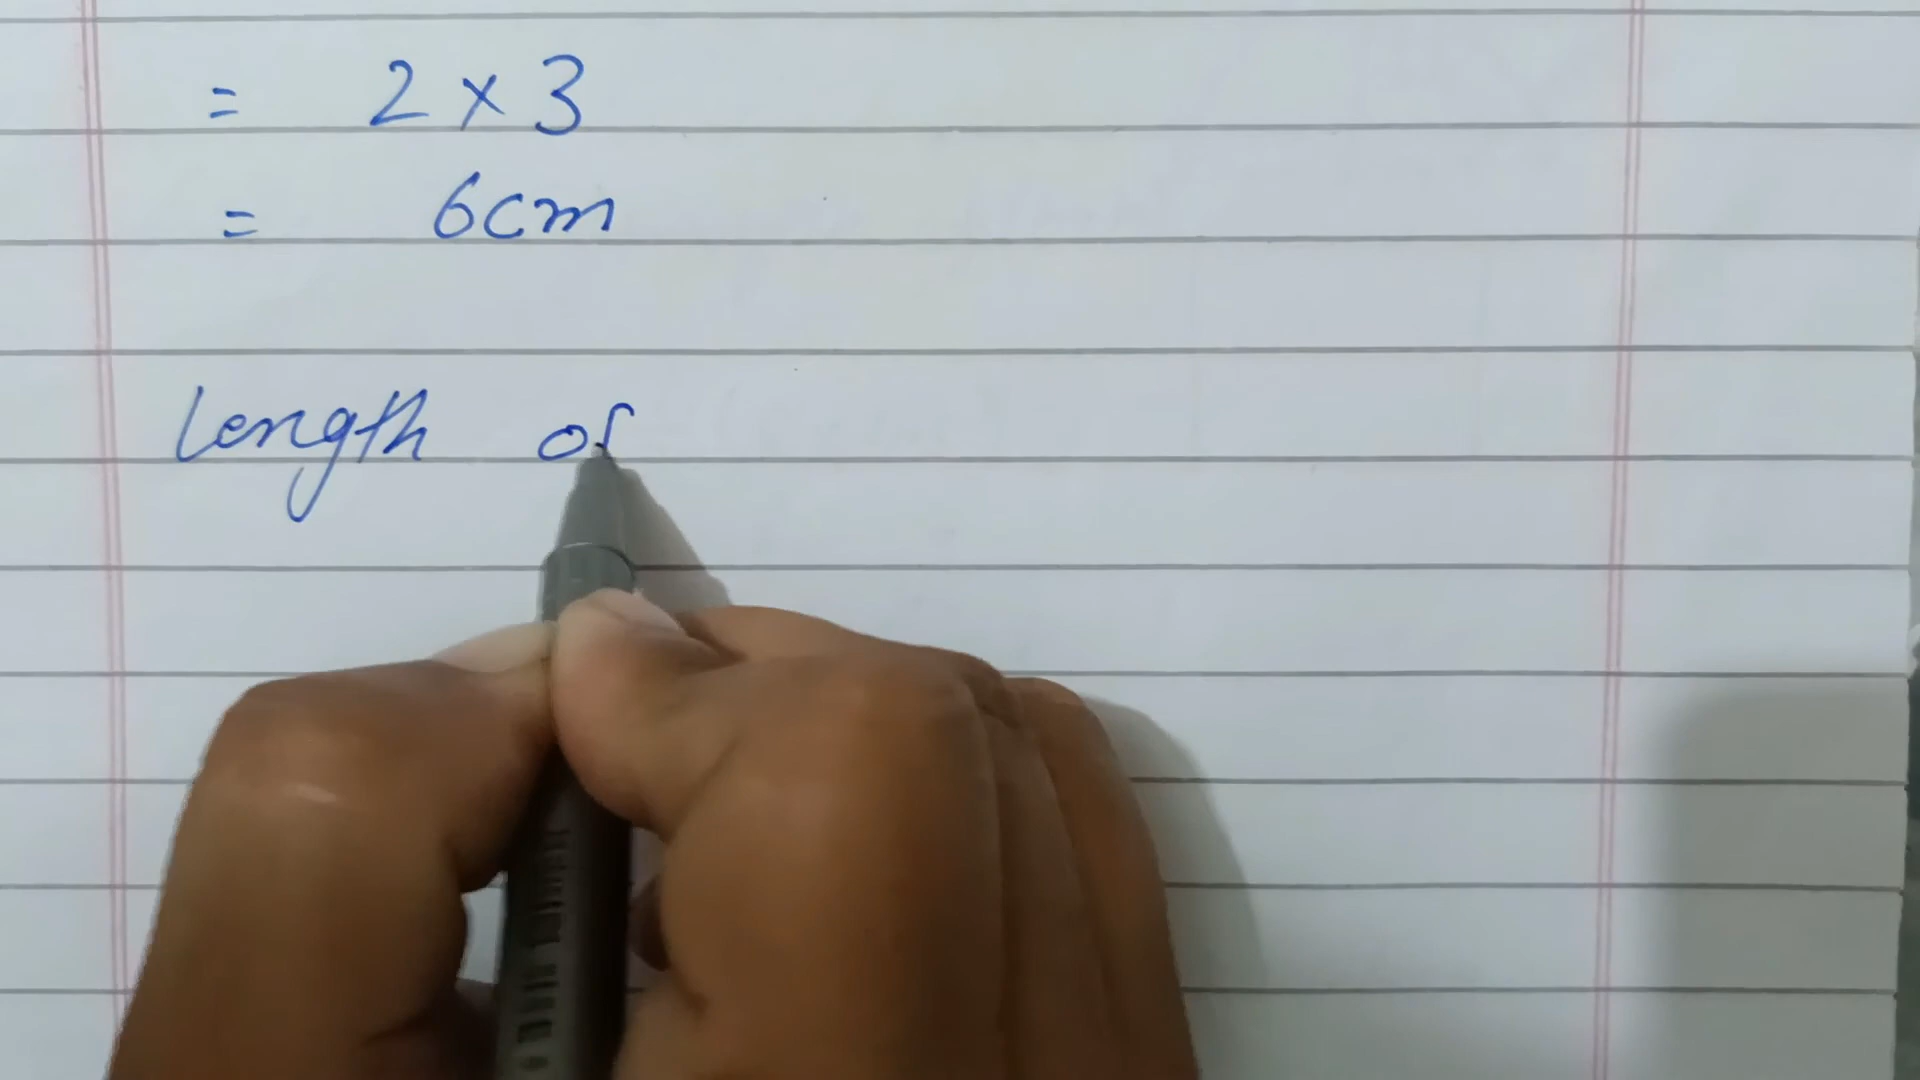 = 2 × 3
= 6cm
Length of